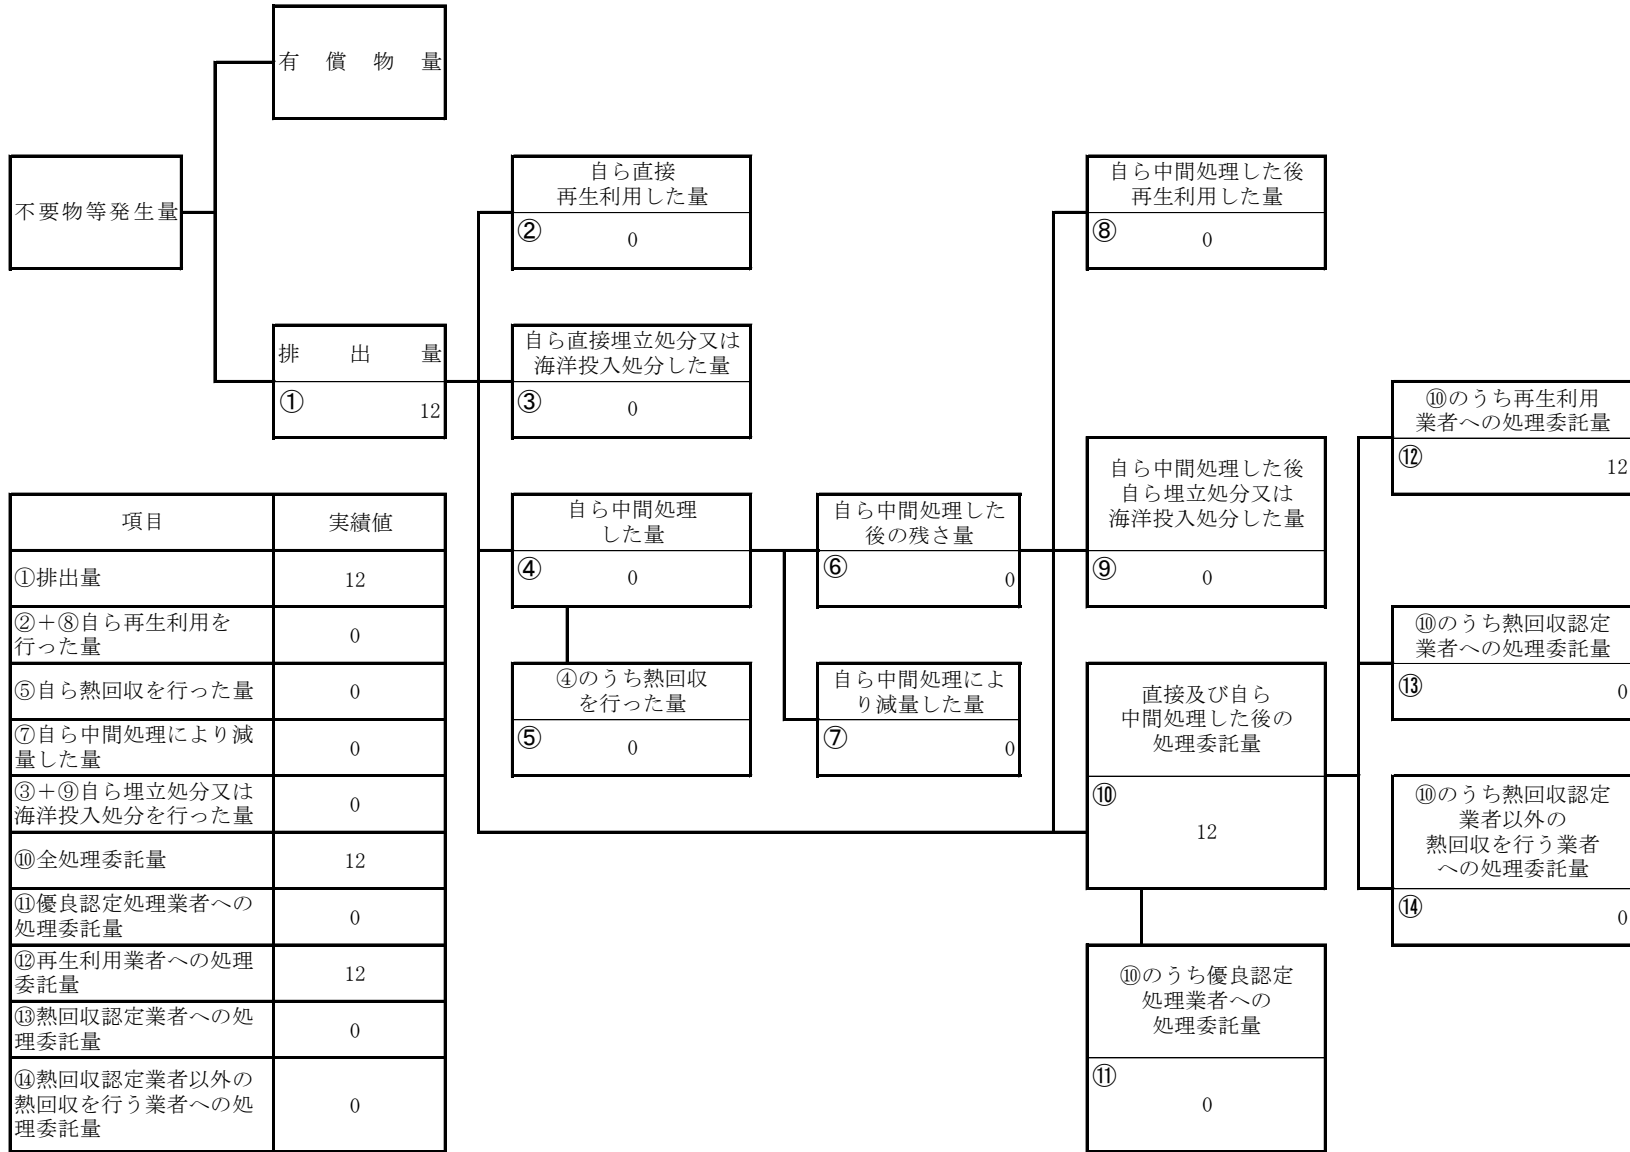 有償物量
不要物等発生量
排出量
① 12
自ら直接
再生利用した量
② 0
自ら直接埋立処分又は
海洋投入処分した量
③ 0
自ら中間処理
した量
④ 0
④のうち熱回収
を行った量
⑤ 0
自ら中間処理した
後の残さ量
⑥ 0
自ら中間処理によ
り減量した量
⑦ 0
自ら中間処理した後
再生利用した量
⑧ 0
自ら中間処理した後
自ら埋立処分又は
海洋投入処分した量
⑨ 0
直接及び自ら
中間処理した後の
処理委託量
⑩
12
⑩のうち優良認定
処理業者への
処理委託量
⑪
0
⑩のうち再生利用
業者への処理委託量
⑫ 12
⑩のうち熱回収認定
業者への処理委託量
⑬ 0
⑩のうち熱回収認定
業者以外の
熱回収を行う業者
への処理委託量
⑭ 0
項目 実績値
①排出量 12
②＋⑧自ら再生利用を
行った量 0
⑤自ら熱回収を行った量 0
⑦自ら中間処理により減
量した量 0
③＋⑨自ら埋立処分又は
海洋投入処分を行った量 0
⑩全処理委託量 12
⑪優良認定処理業者への
処理委託量 0
⑫再生利用業者への処理
委託量 12
⑬熱回収認定業者への処
理委託量 0
⑭熱回収認定業者以外の
熱回収を行う業者への処
理委託量 0